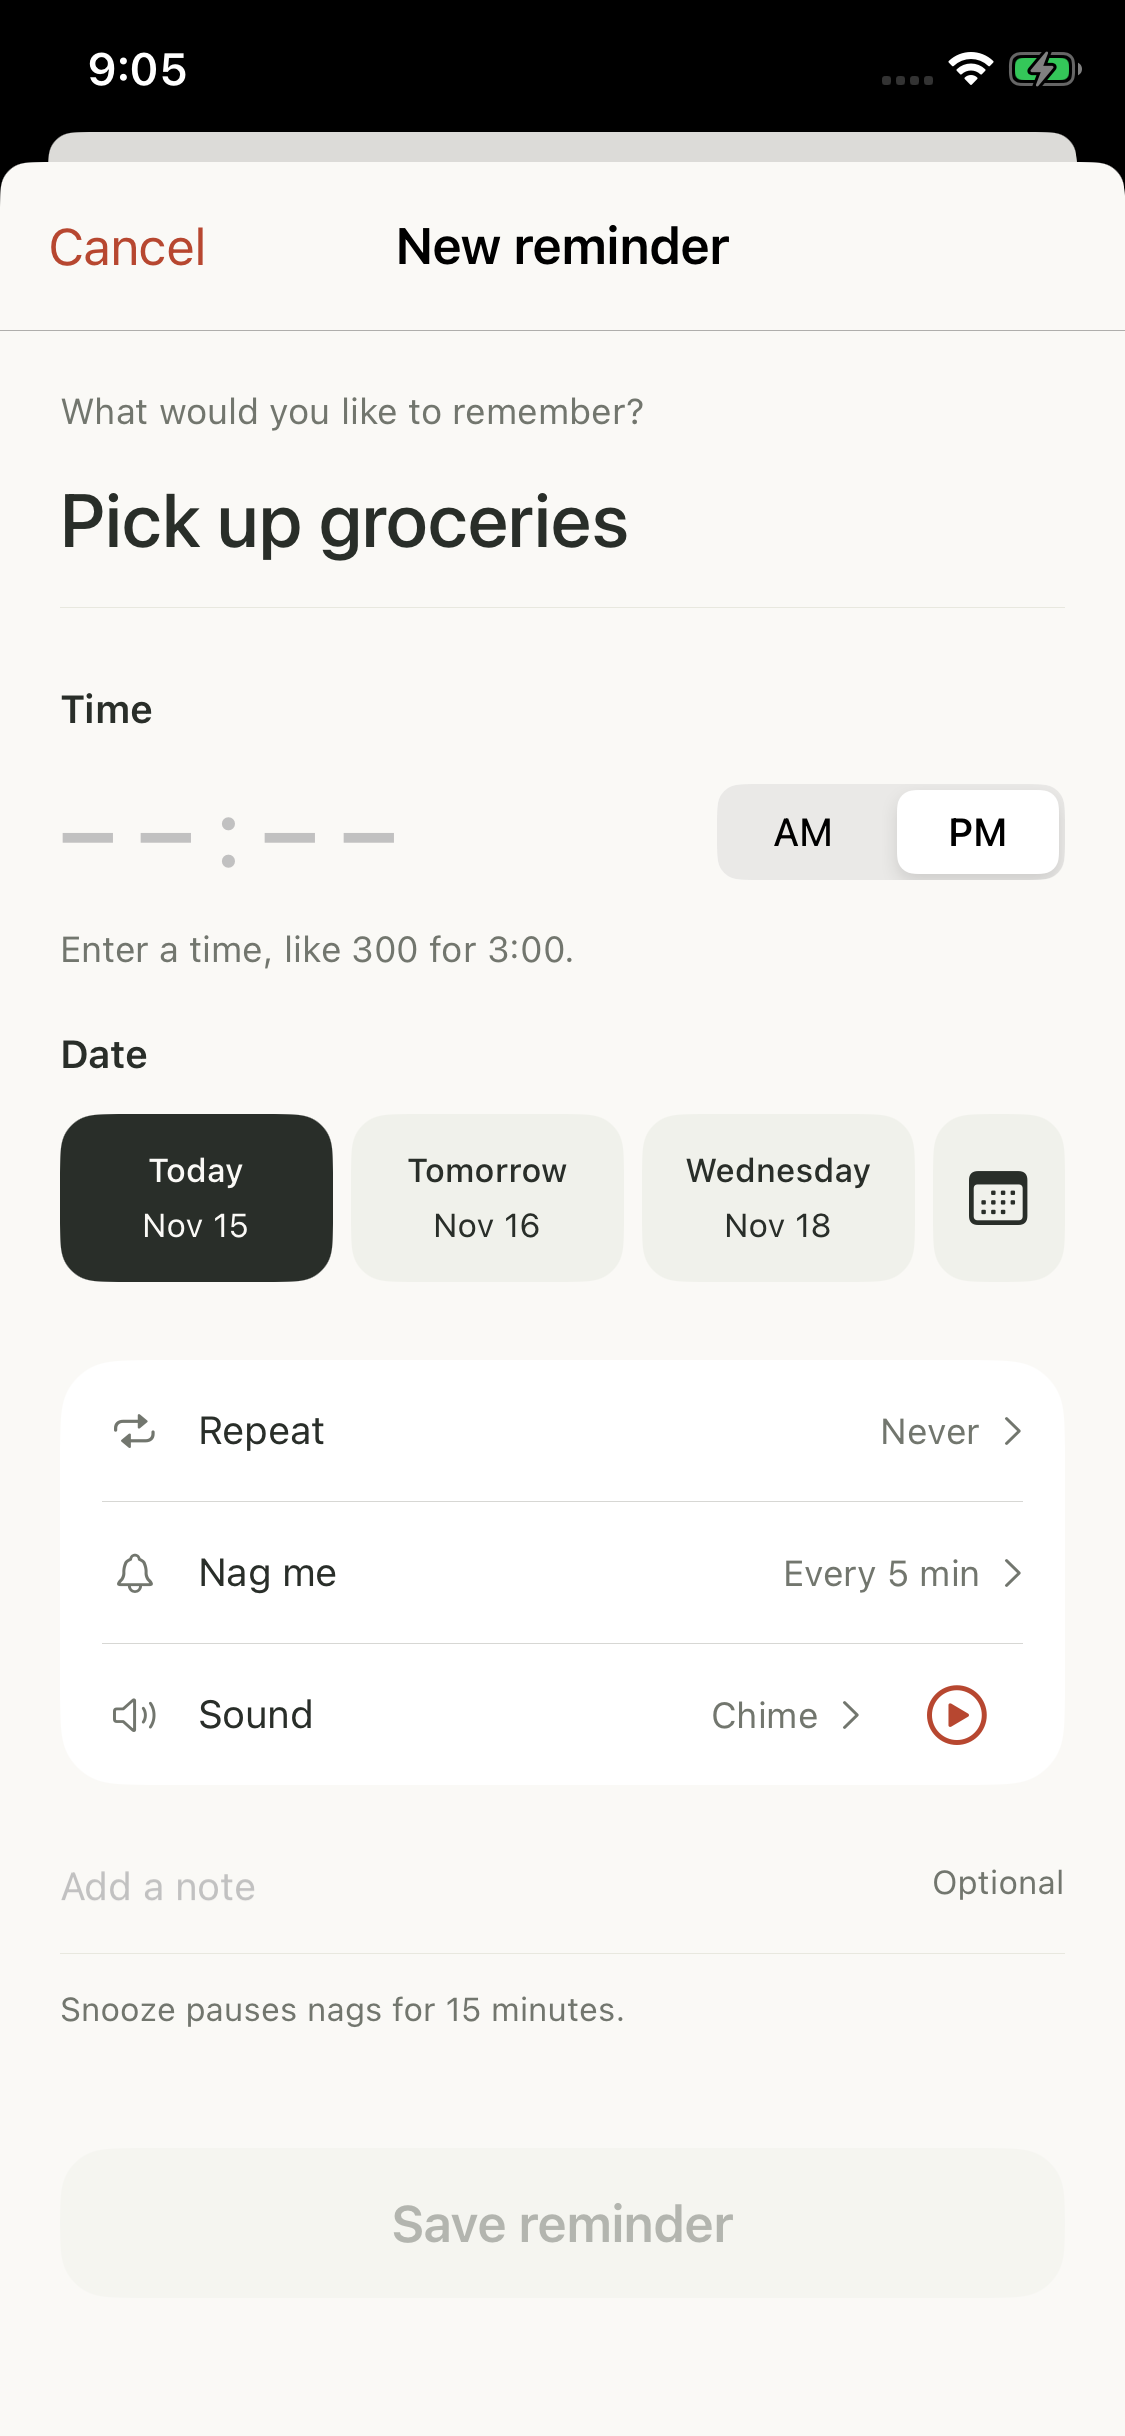 9:05
Cancel
New reminder
What would you like to remember?
Pick up groceries
Time
– – : – –
AM
PM
Enter a time, like 300 for 3:00.
Date
Today
Nov 15
Tomorrow
Nov 16
Wednesday
Nov 18
Repeat
Never
Nag me
Every 5 min
Sound
Chime
Add a note
Optional
Snooze pauses nags for 15 minutes.
Save reminder